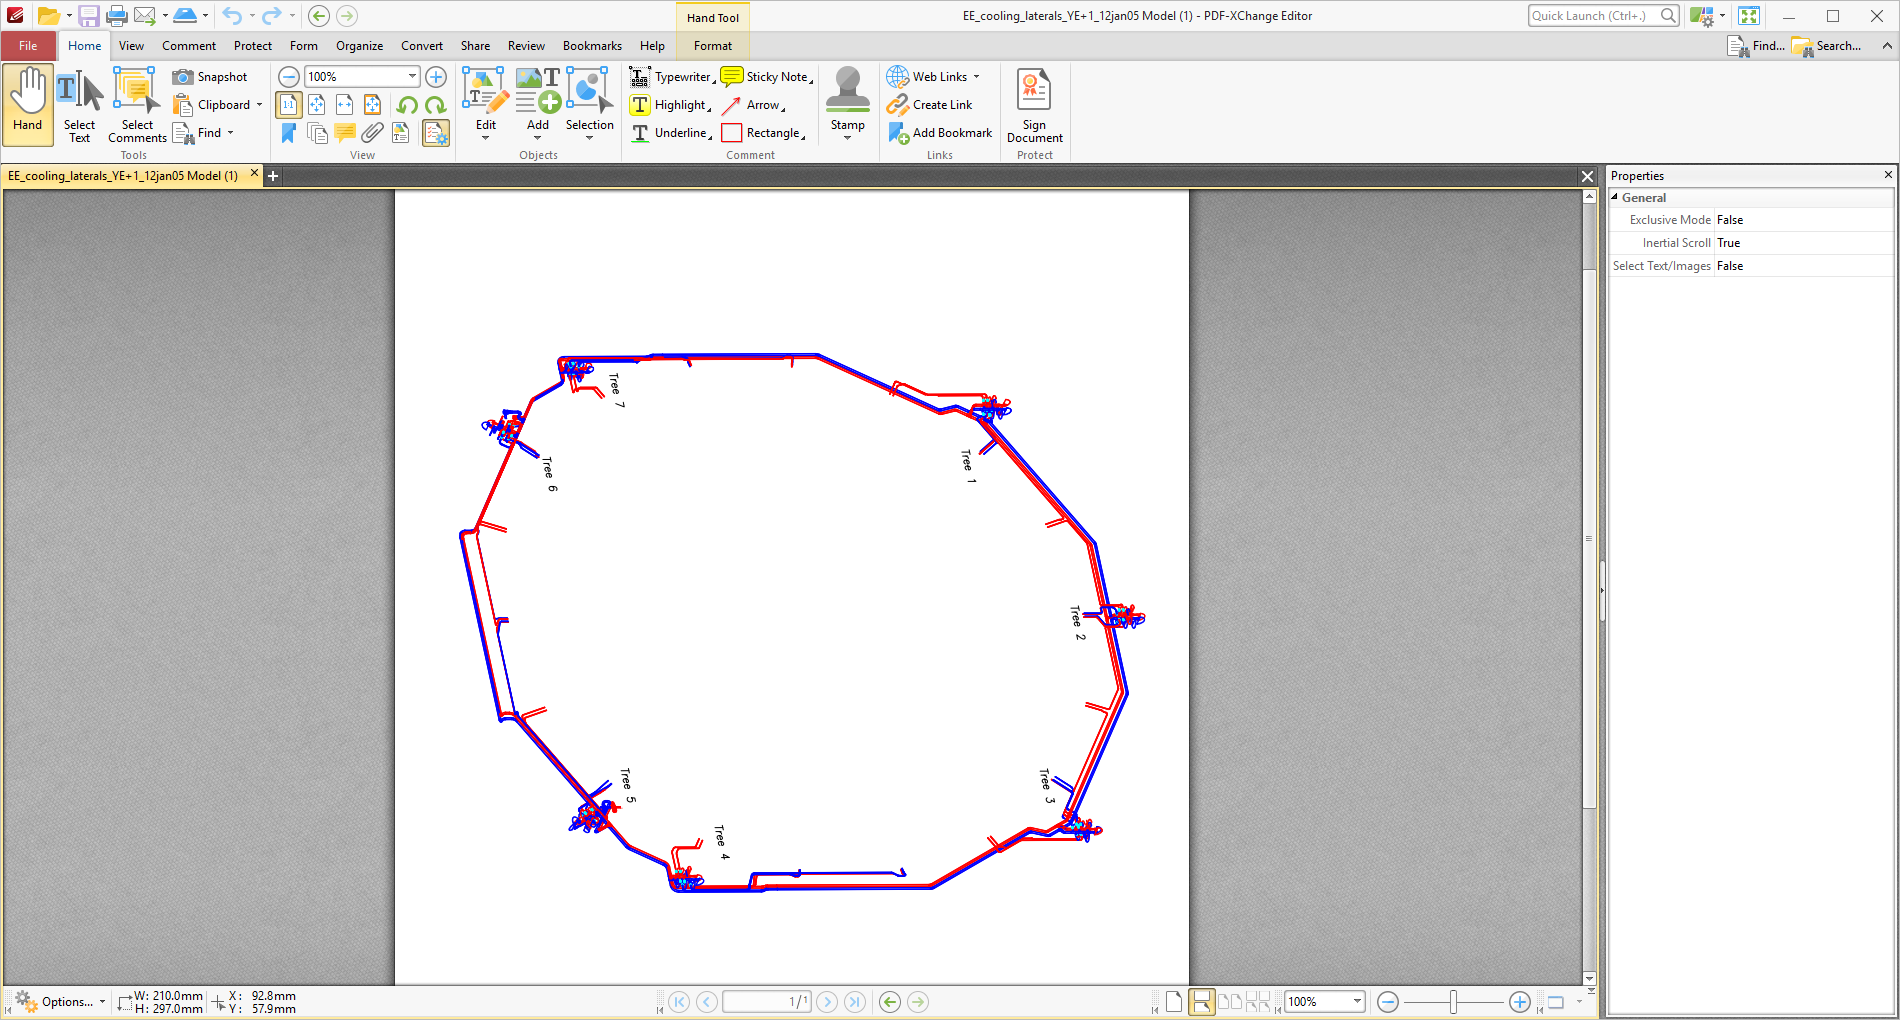 Hand Tool
EE_cooling_laterals_YE+1_12jan05 Model (1) - PDF-XChange Editor
Quick Launch (Ctrl+.)
File Home View Comment Protect Form Organize Convert Share Review Bookmarks Help Format
Find... Search...
Hand
Select Text
Select Comments
Snapshot
Clipboard
Find
Tools
100%
1:1
View
Edit
Add
Selection
Objects
Typewriter
Highlight
Underline
Sticky Note
Arrow
Rectangle
Stamp
Comment
Web Links
Create Link
Add Bookmark
Links
Sign Document
Protect
EE_cooling_laterals_YE+1_12jan05 Model (1)
Properties
General
Exclusive Mode False
Inertial Scroll True
Select Text/Images False
Tree 7
Tree 6
Tree 1
Tree 2
Tree 3
Tree 5
Tree 4
Options...
W: 210.0mm
H: 297.0mm
X: 92.8mm
Y: 57.9mm
1/1
100%